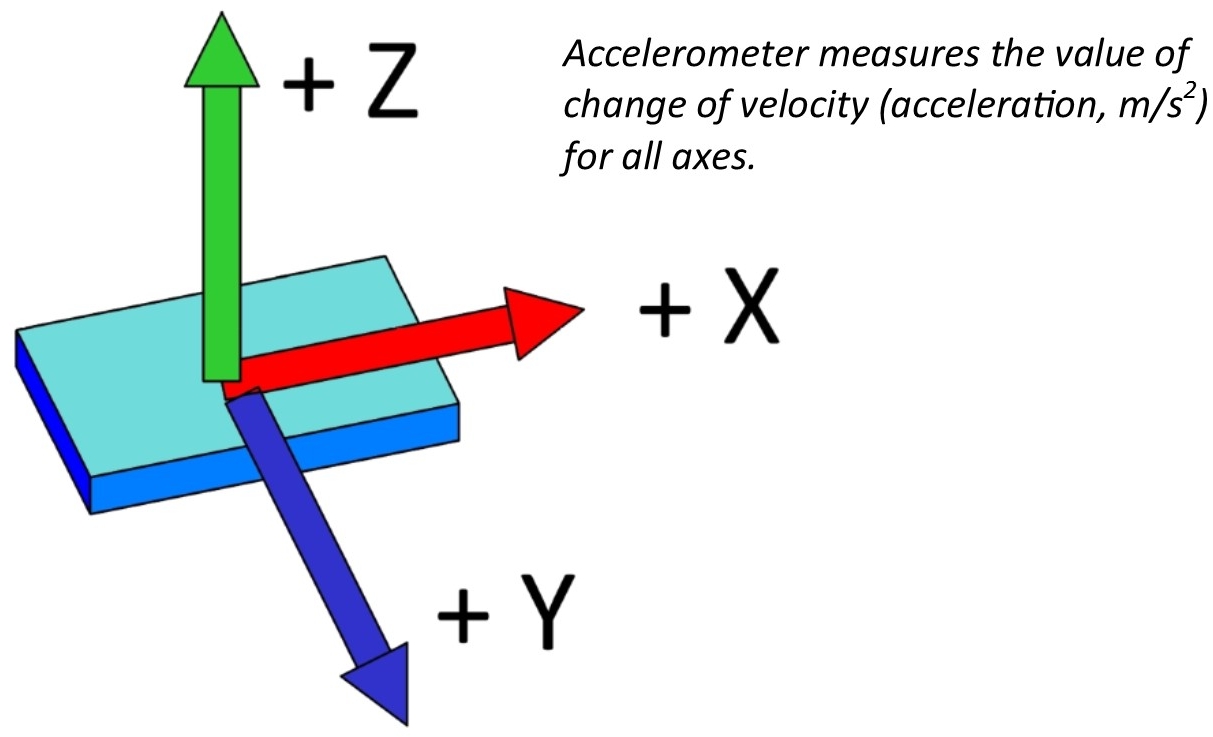 + Z
Accelerometer measures the value of
change of velocity (acceleration, m/s²)
for all axes.
+ X
+ Y